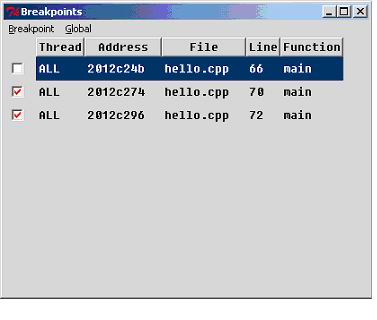 Breakpoints
Breakpoint Global
Thread Address File Line Function
ALL 2012c24b hello.cpp 66 main
ALL 2012c274 hello.cpp 70 main
ALL 2012c296 hello.cpp 72 main